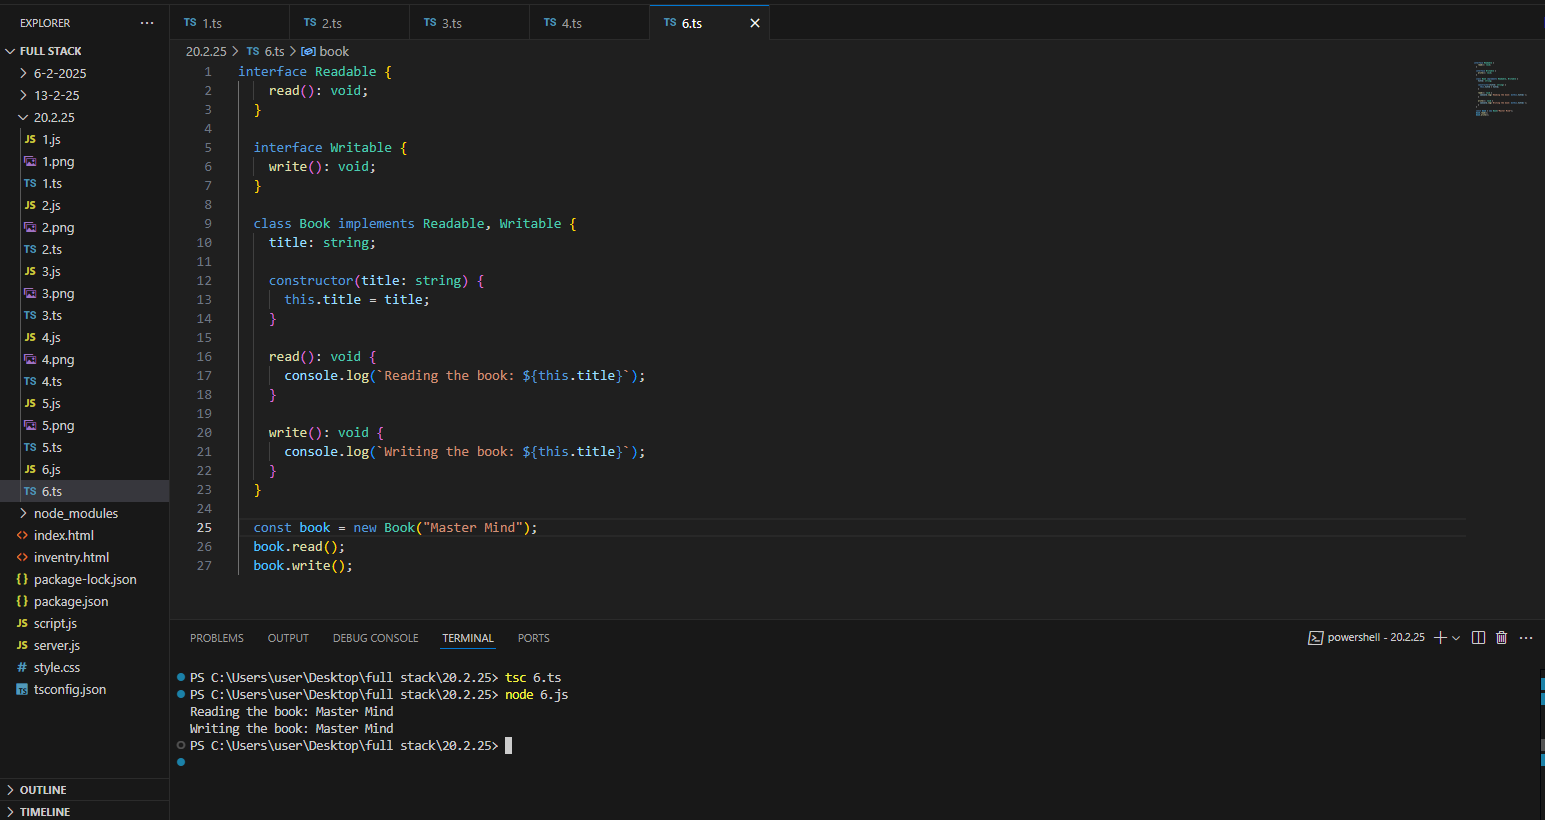 EXPLORER
FULL STACK
6-2-2025
13-2-25
20.2.25
JS 1.js
1.png
TS 1.ts
JS 2.js
2.png
TS 2.ts
JS 3.js
3.png
TS 3.ts
JS 4.js
4.png
TS 4.ts
JS 5.js
5.png
TS 5.ts
JS 6.js
TS 6.ts
node_modules
<> index.html
<> inventry.html
{} package-lock.json
{} package.json
JS script.js
JS server.js
# style.css
TS tsconfig.json
OUTLINE
TIMELINE
TS 1.ts TS 2.ts TS 3.ts TS 4.ts TS 6.ts
20.2.25 > TS 6.ts > book
1 interface Readable {
2 read(): void;
3 }
4
5 interface Writable {
6 write(): void;
7 }
8
9 class Book implements Readable, Writable {
10 title: string;
11
12 constructor(title: string) {
13 this.title = title;
14 }
15
16 read(): void {
17 console.log(`Reading the book: ${this.title}`);
18 }
19
20 write(): void {
21 console.log(`Writing the book: ${this.title}`);
22 }
23 }
24
25 const book = new Book("Master Mind");
26 book.read();
27 book.write();
PROBLEMS OUTPUT DEBUG CONSOLE TERMINAL PORTS powershell - 20.2.25
PS C:\Users\user\Desktop\full stack\20.2.25> tsc 6.ts
PS C:\Users\user\Desktop\full stack\20.2.25> node 6.js
Reading the book: Master Mind
Writing the book: Master Mind
PS C:\Users\user\Desktop\full stack\20.2.25>